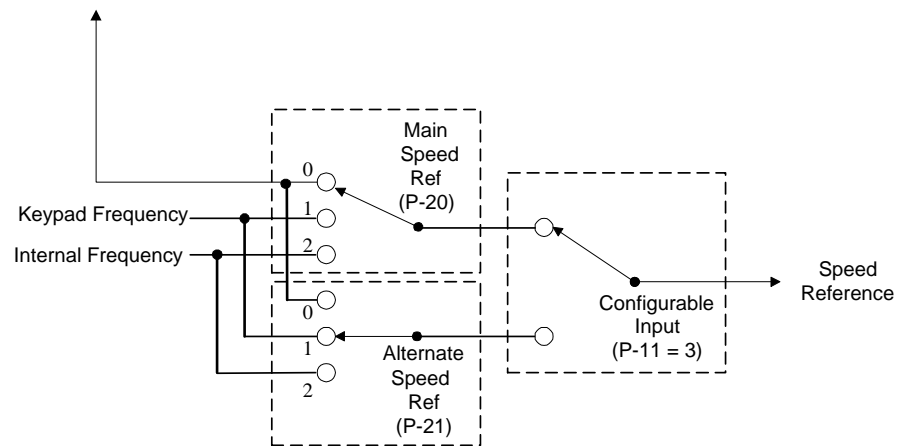 Main
Speed
Ref
(P-20)
0
1
2
Keypad Frequency
Internal Frequency
Speed
Reference
Configurable
Input
(P-11 = 3)
0
1
2
Alternate
Speed
Ref
(P-21)